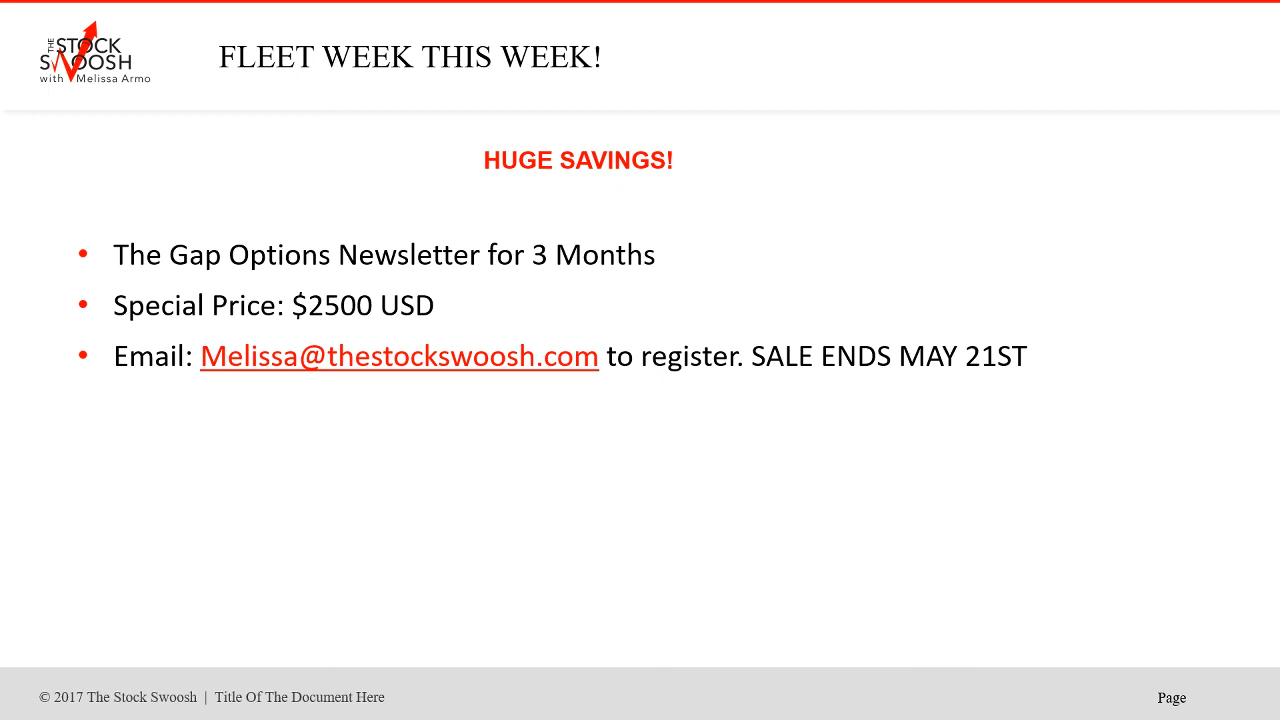 THE STOCK
SWOOSH
with Melissa Armo
FLEET WEEK THIS WEEK!
HUGE SAVINGS!
• The Gap Options Newsletter for 3 Months
• Special Price: $2500 USD
• Email: Melissa@thestockswoosh.com to register. SALE ENDS MAY 21ST
© 2017 The Stock Swoosh | Title Of The Document Here
Page